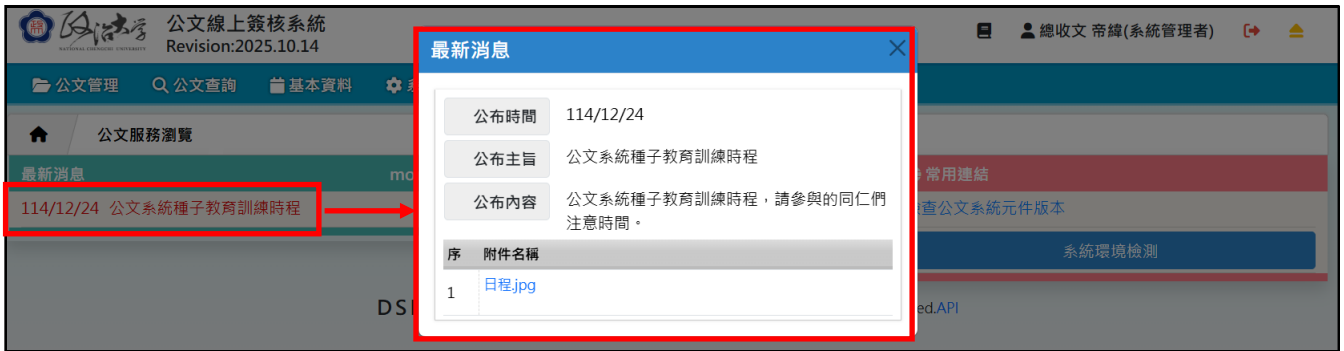 政治大學
NATIONAL CHENGCHI UNIVERSITY
公文線上簽核系統
Revision:2025.10.14
總收文 帝緯(系統管理者)
公文管理
公文查詢
基本資料
公文服務瀏覽
最新消息
114/12/24 公文系統種子教育訓練時程
最新消息
公布時間 114/12/24
公布主旨 公文系統種子教育訓練時程
公布內容 公文系統種子教育訓練時程，請參與的同仁們
注意時間。
序 附件名稱
1 日程.jpg
常用連結
查公文系統元件版本
系統環境檢測
ed.API